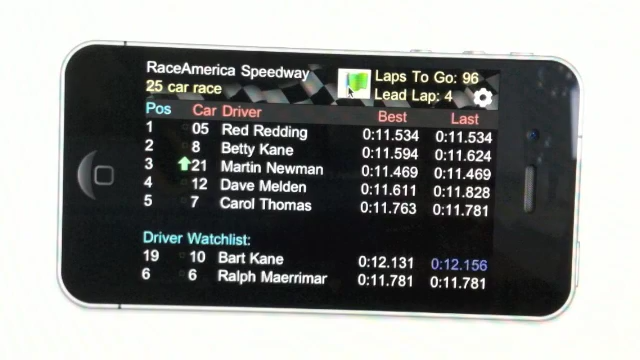 RaceAmerica Speedway
25 car race
Laps To Go: 96
Lead Lap: 4
Pos Car Driver Best Last
1 05 Red Redding 0:11.534 0:11.534
2 8 Betty Kane 0:11.594 0:11.624
3 21 Martin Newman 0:11.469 0:11.469
4 12 Dave Melden 0:11.611 0:11.828
5 7 Carol Thomas 0:11.763 0:11.781
Driver Watchlist:
19 10 Bart Kane 0:12.131 0:12.156
6 6 Ralph Maerrimar 0:11.781 0:11.781